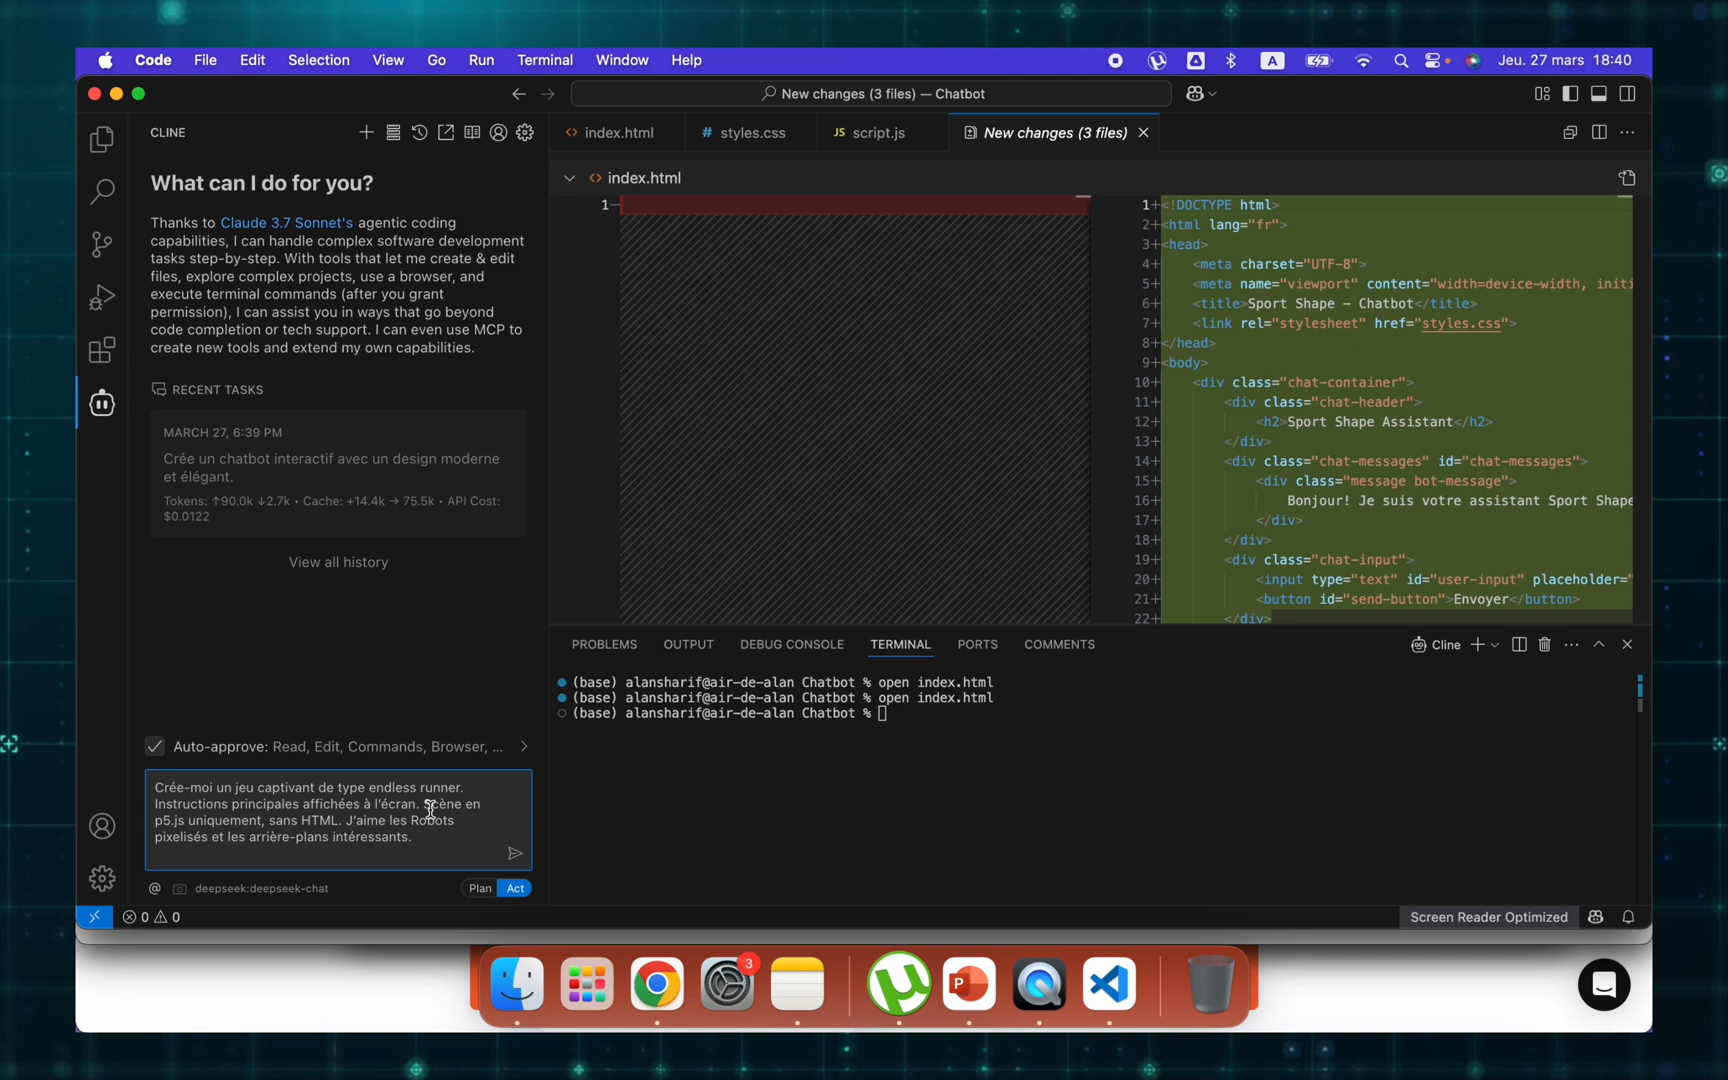 Code File Edit Selection View Go Run Terminal Window Help A Jeu. 27 mars 18:40
New changes (3 files) — Chatbot
CLINE
index.html # styles.css JS script.js New changes (3 files)
index.html
What can I do for you?
Thanks to Claude 3.7 Sonnet's agentic coding
capabilities, I can handle complex software development
tasks step-by-step. With tools that let me create & edit
files, explore complex projects, use a browser, and
execute terminal commands (after you grant
permission), I can assist you in ways that go beyond
code completion or tech support. I can even use MCP to
create new tools and extend my own capabilities.
RECENT TASKS
MARCH 27, 6:39 PM
Crée un chatbot interactif avec un design moderne
et élégant.
Tokens: ↑90.0k ↓2.7k • Cache: +14.4k → 75.5k • API Cost:
$0.0122
View all history
Auto-approve: Read, Edit, Commands, Browser, ...
Crée-moi un jeu captivant de type endless runner.
Instructions principales affichées à l'écran. Scène en
p5.js uniquement, sans HTML. J'aime les Robots
pixelisés et les arrière-plans intéressants.
@ deepseek:deepseek-chat Plan Act
1−
1+ <!DOCTYPE html>
2+ <html lang="fr">
3+ <head>
4+ <meta charset="UTF-8">
5+ <meta name="viewport" content="width=device-width, initi
6+ <title>Sport Shape – Chatbot</title>
7+ <link rel="stylesheet" href="styles.css">
8+ </head>
9+ <body>
10+ <div class="chat-container">
11+ <div class="chat-header">
12+ <h2>Sport Shape Assistant</h2>
13+ </div>
14+ <div class="chat-messages" id="chat-messages">
15+ <div class="message bot-message">
16+ Bonjour! Je suis votre assistant Sport Shape
17+ </div>
18+ </div>
19+ <div class="chat-input">
20+ <input type="text" id="user-input" placeholder="
21+ <button id="send-button">Envoyer</button>
22+ </div>
PROBLEMS OUTPUT DEBUG CONSOLE TERMINAL PORTS COMMENTS Cline
(base) alansharif@air-de-alan Chatbot % open index.html
(base) alansharif@air-de-alan Chatbot % open index.html
(base) alansharif@air-de-alan Chatbot %
0 0 Screen Reader Optimized
3
P